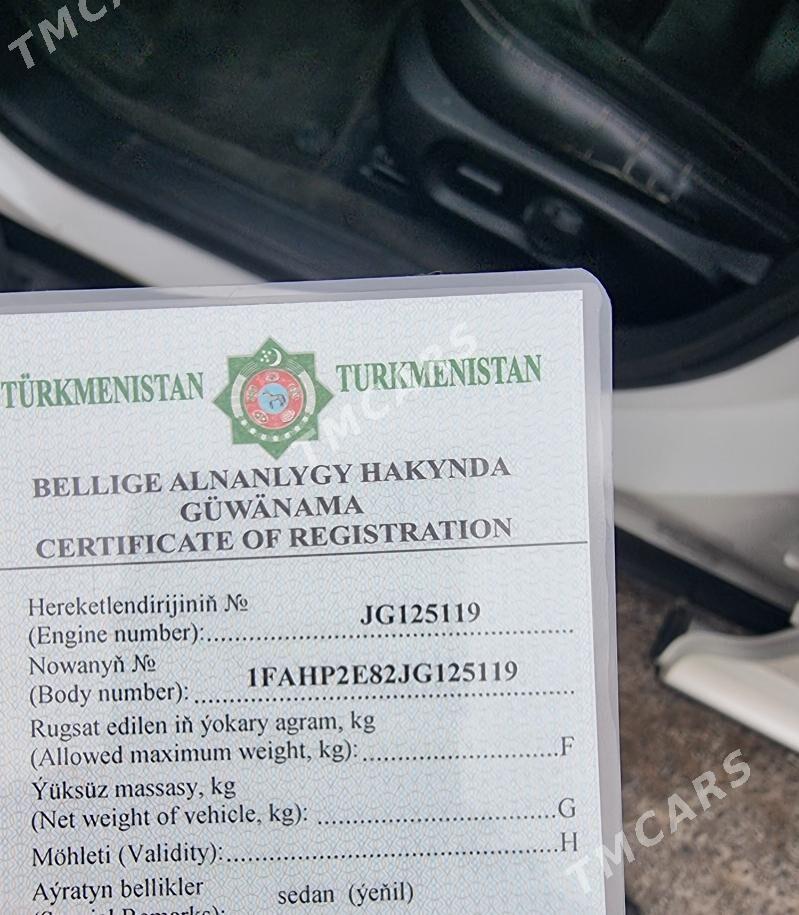 TMCARS
TÜRKMENISTAN TURKMENISTAN
TMCARS
BELLIGE ALNANLYGY HAKYNDA
GÜWÄNAMA
CERTIFICATE OF REGISTRATION
Hereketlendirijiniň №
(Engine number):
JG125119
Nowanyň №
(Body number):
1FAHP2E82JG125119
Rugsat edilen iň ýokary agram, kg
(Allowed maximum weight, kg): F
Ýüksüz massasy, kg
(Net weight of vehicle, kg): G
Möhleti (Validity): H
TMCARS
Aýratyn bellikler sedan (ýeňil)
(Special Remarks):